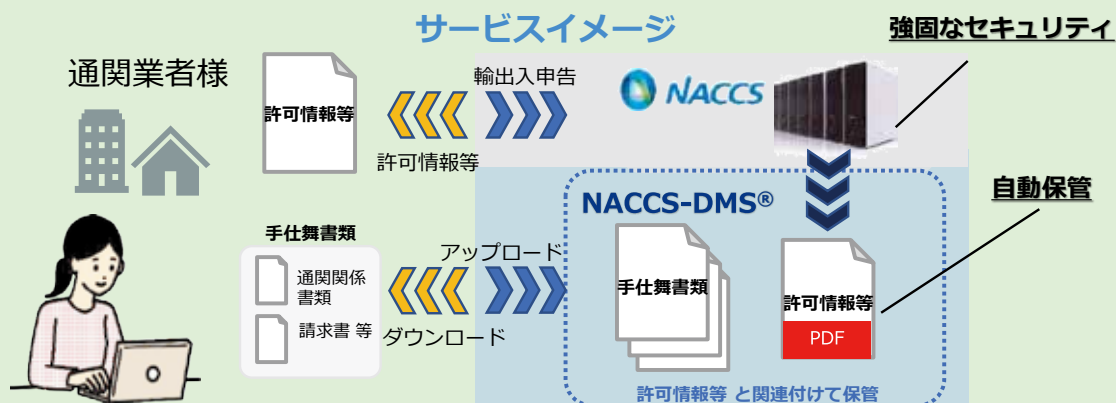 サービスイメージ
強固なセキュリティ
通関業者様
許可情報等
輸出入申告
許可情報等
NACCS
自動保管
NACCS-DMS®
手仕舞書類
通関関係
書類
請求書 等
アップロード
ダウンロード
手仕舞書類
許可情報等
PDF
許可情報等 と関連付けて保管